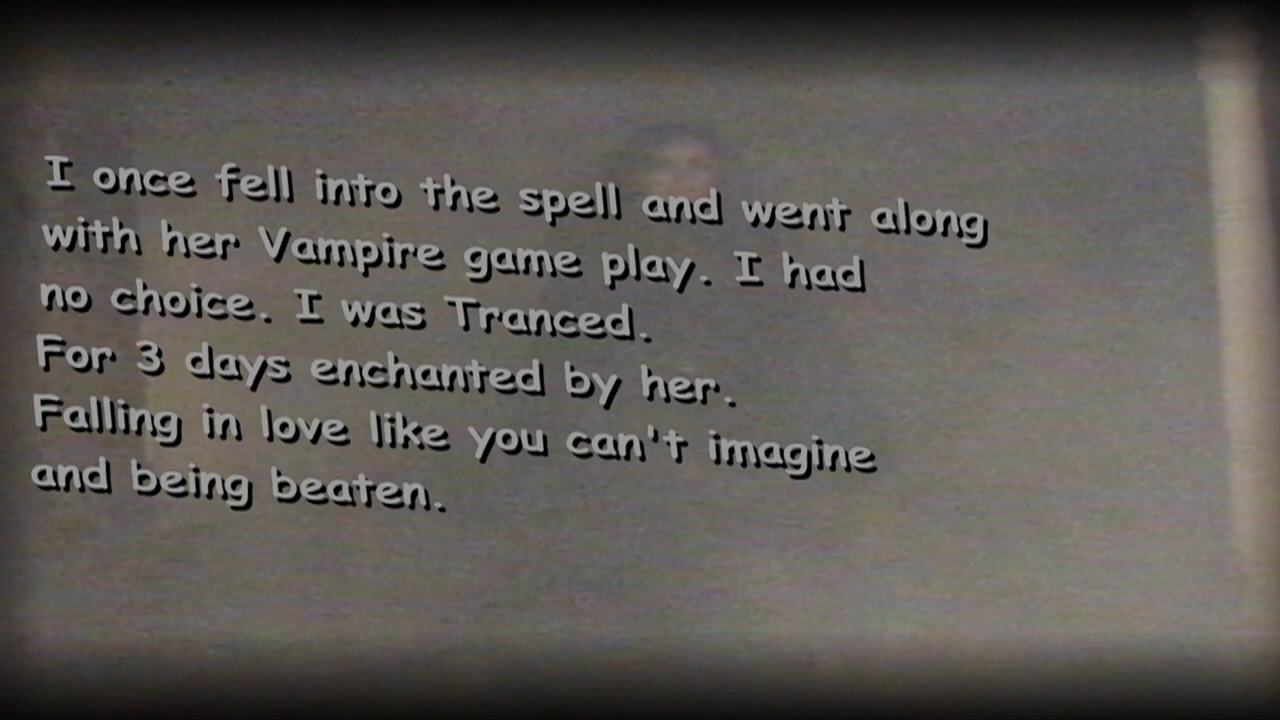 I once fell into the spell and went along
with her Vampire game play. I had
no choice. I was Tranced.
For 3 days enchanted by her.
Falling in love like you can't imagine
and being beaten.